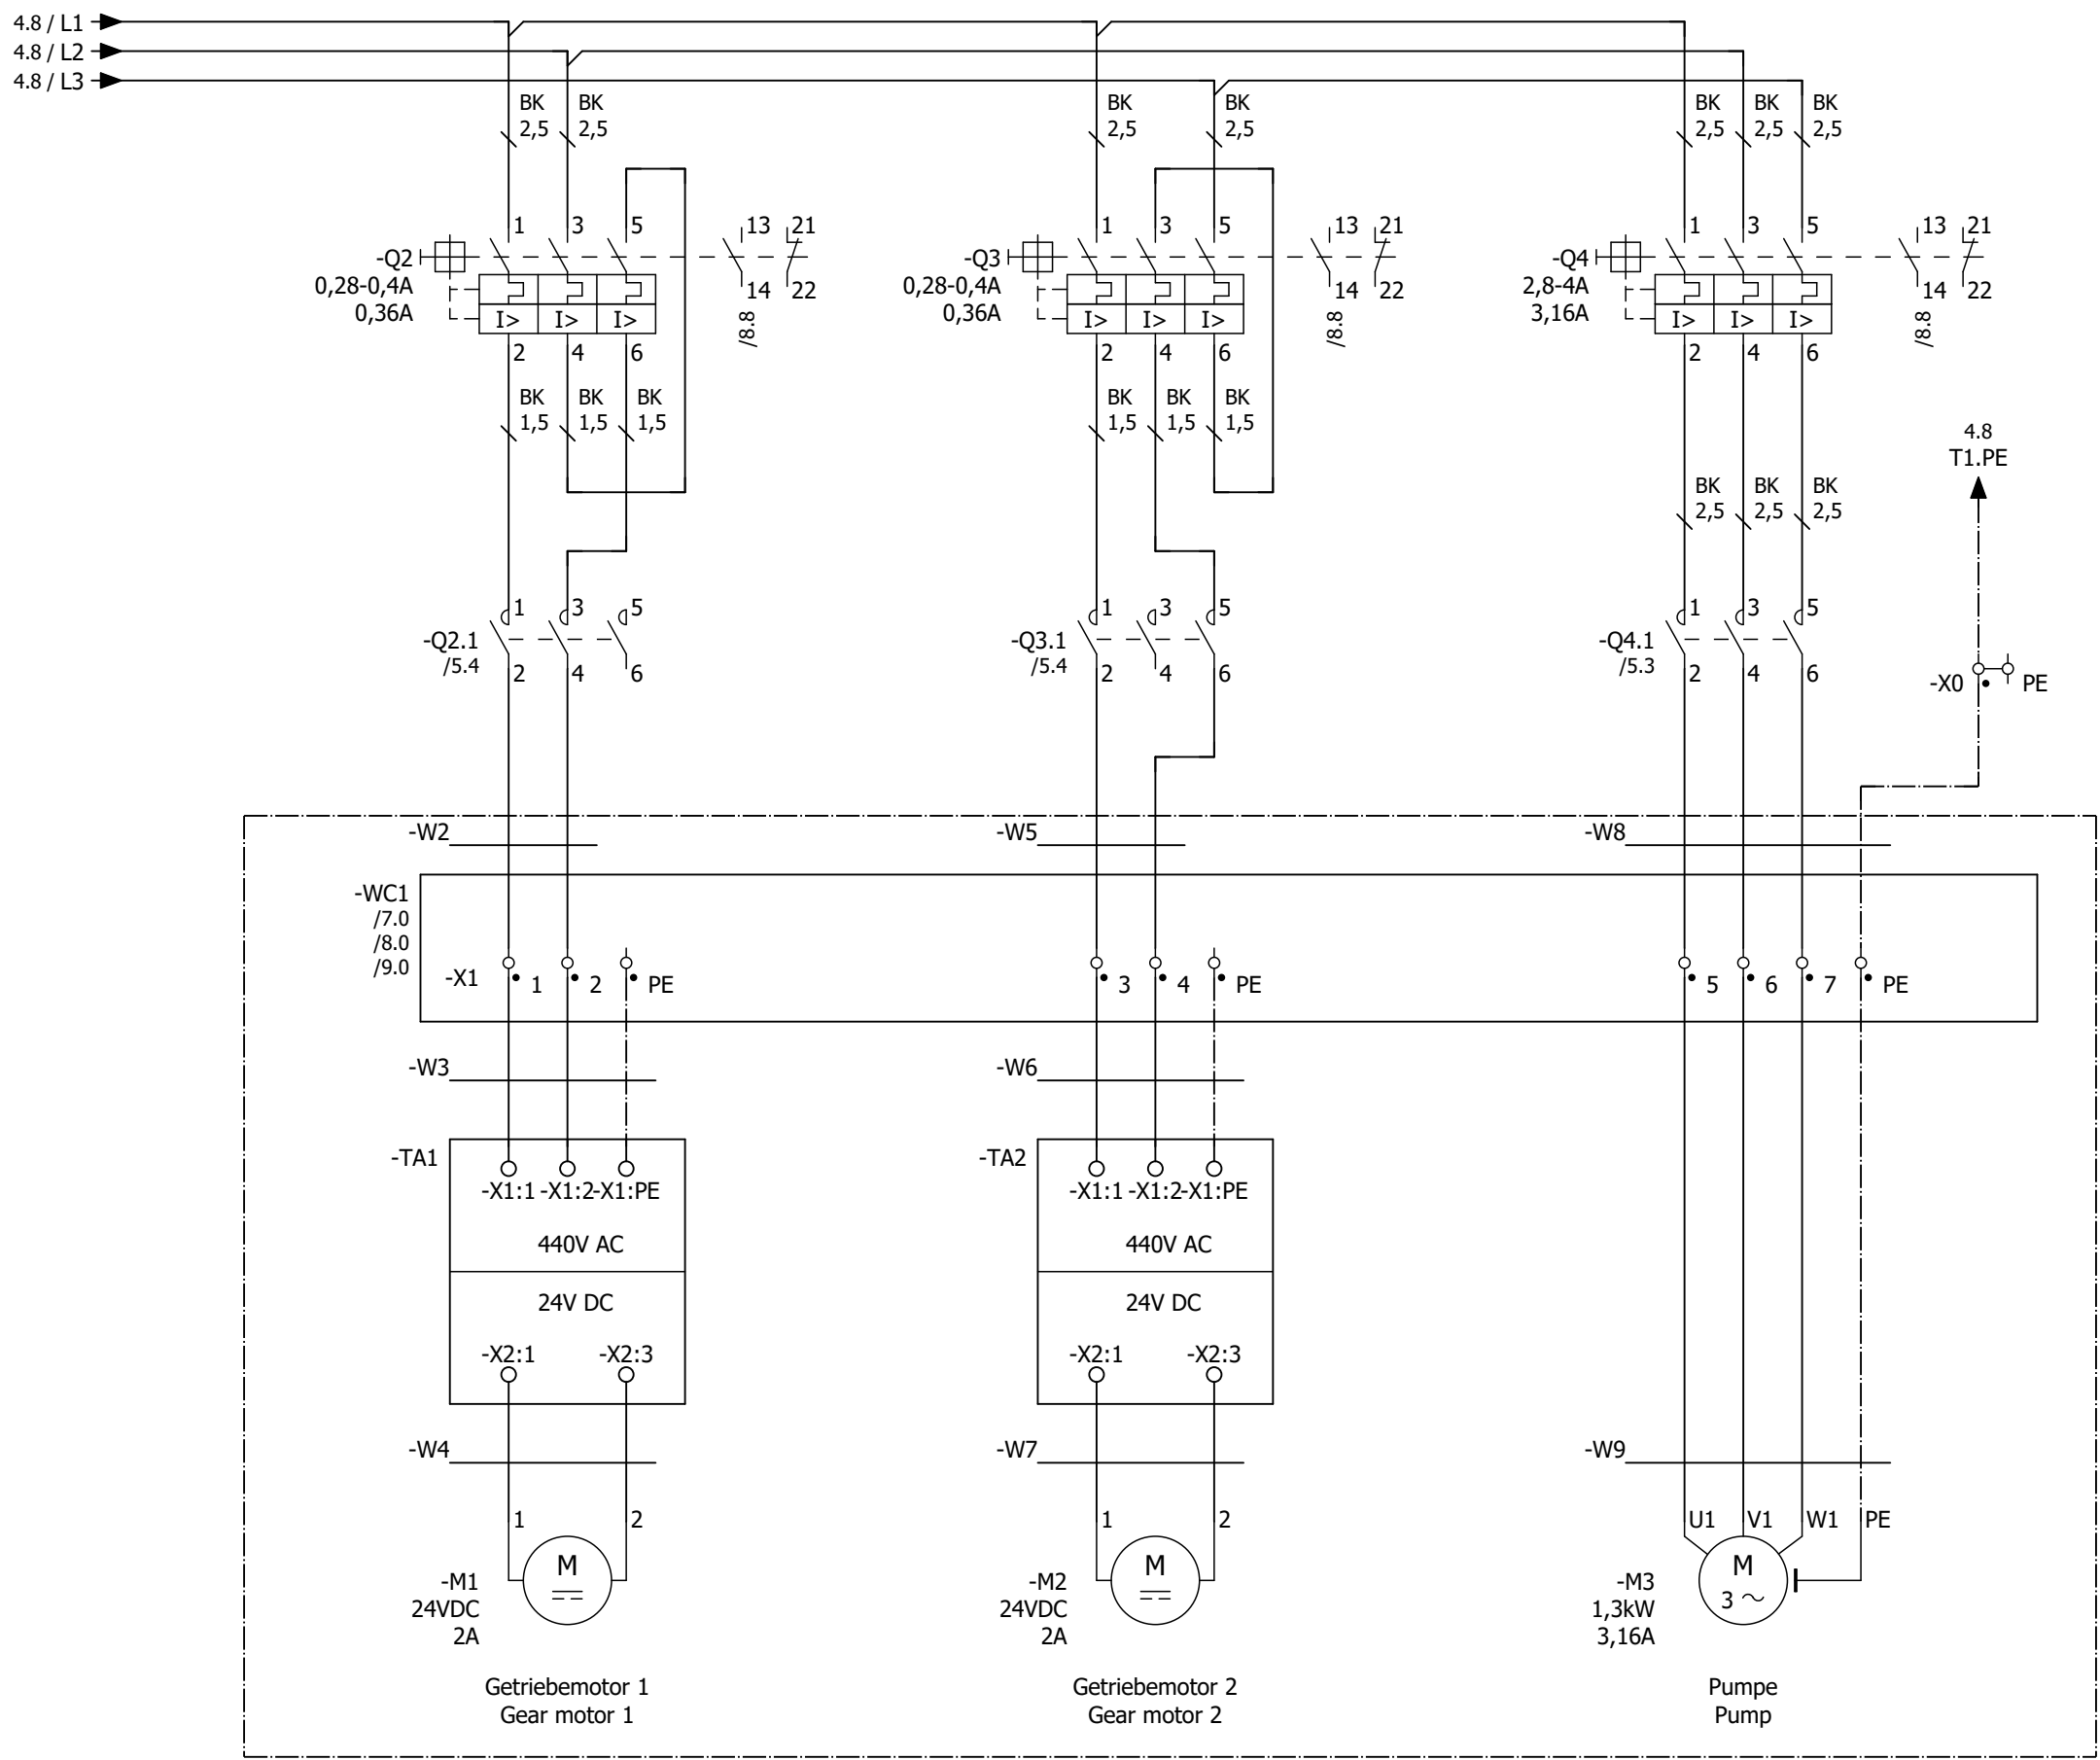 4.8 / L1
4.8 / L2
4.8 / L3
BK BK BK BK BK BK BK
2,5 2,5 2,5 2,5 2,5 2,5 2,5
1 3 5 13 21 1 3 5 13 21 1 3 5 13 21
-Q2 -Q3 -Q4
0,28-0,4A 14 22 0,28-0,4A 14 22 2,8-4A 14 22
0,36A I> I> I> /8.8 0,36A I> I> I> /8.8 3,16A I> I> I> /8.8
2 4 6 2 4 6 2 4 6
BK BK BK BK BK BK
1,5 1,5 1,5 1,5 1,5 1,5
4.8
T1.PE
BK BK BK
2,5 2,5 2,5
1 3 5 1 3 5 1 3 5
-Q2.1 -Q3.1 -Q4.1
/5.4 /5.4 /5.3
2 4 6 2 4 6 2 4 6
-X0 PE
-W2 -W5 -W8
-WC1
/7.0
/8.0
/9.0
-X1 1 2 PE 3 4 PE 5 6 7 PE
-W3 -W6
-TA1 -TA2
-X1:1 -X1:2 -X1:PE -X1:1 -X1:2 -X1:PE
440V AC 440V AC
24V DC 24V DC
-X2:1 -X2:3 -X2:1 -X2:3
-W4 -W7 -W9
1 2 1 2 U1 V1 W1 PE
M M M
-M1 -M2 -M3 3 ~
24VDC 24VDC 1,3kW
2A 2A 3,16A
Getriebemotor 1 Getriebemotor 2 Pumpe
Gear motor 1 Gear motor 2 Pump